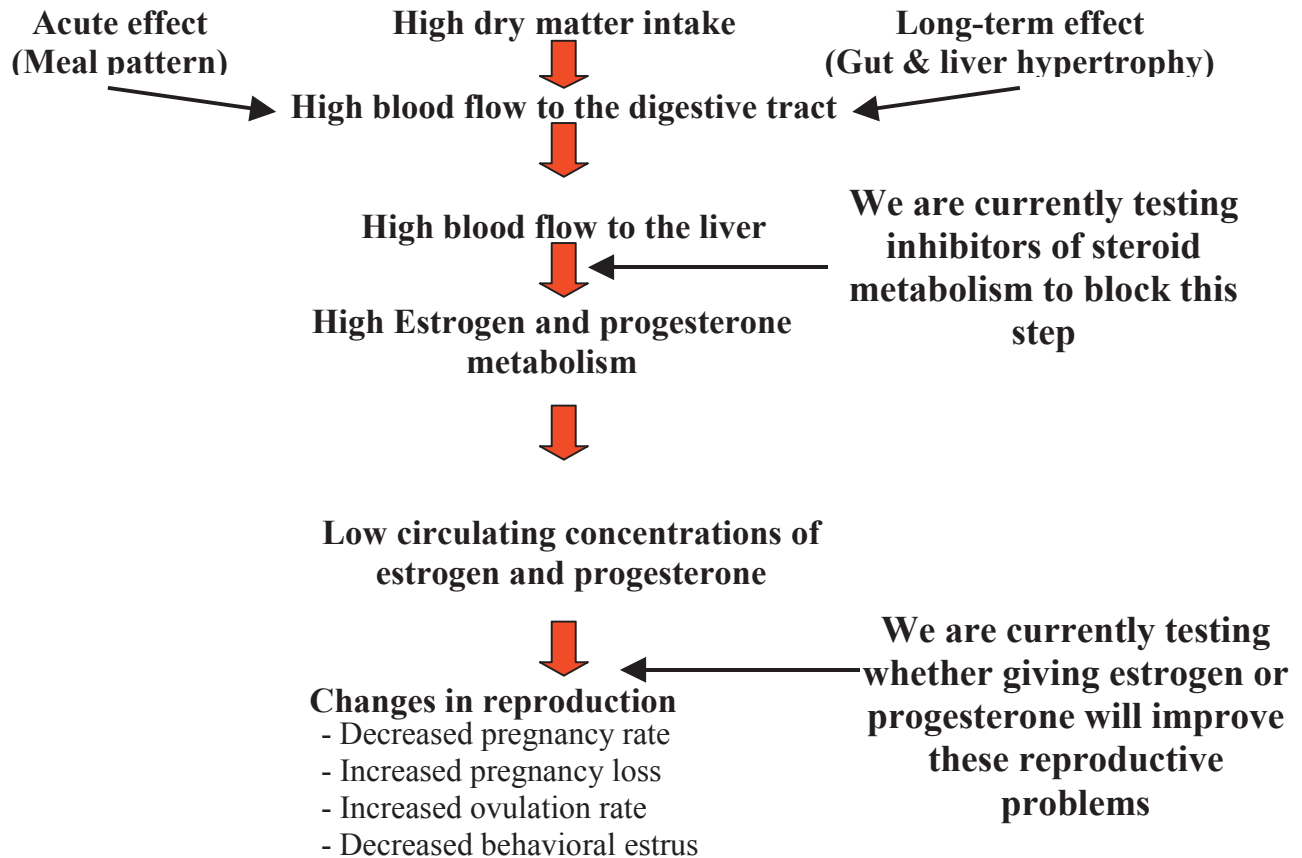 Acute effect
(Meal pattern)
High dry matter intake
Long-term effect
(Gut & liver hypertrophy)
High blood flow to the digestive tract
High blood flow to the liver
We are currently testing
inhibitors of steroid
metabolism to block this
step
High Estrogen and progesterone
metabolism
Low circulating concentrations of
estrogen and progesterone
We are currently testing
whether giving estrogen or
progesterone will improve
these reproductive
problems
Changes in reproduction
- Decreased pregnancy rate
- Increased pregnancy loss
- Increased ovulation rate
- Decreased behavioral estrus